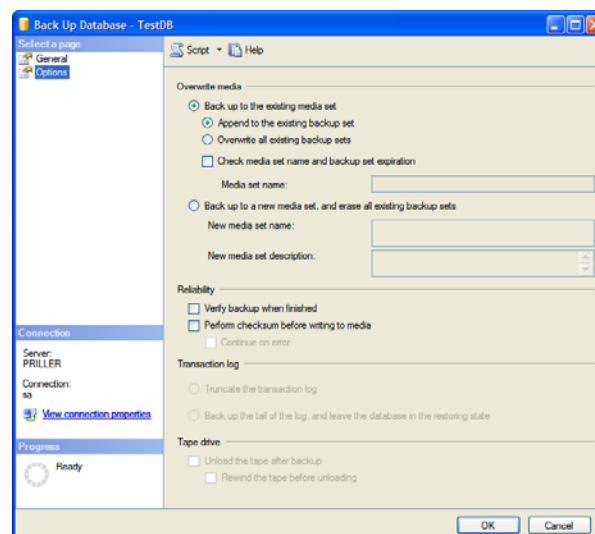 Back Up Database - TestDB
Select a page
General
Options
Script
Help
Overwrite media
Back up to the existing media set
Append to the existing backup set
Overwrite all existing backup sets
Check media set name and backup set expiration
Media set name:
Back up to a new media set, and erase all existing backup sets
New media set name:
New media set description:
Reliability
Verify backup when finished
Perform checksum before writing to media
Continue on error
Transaction log
Truncate the transaction log
Back up the tail of the log, and leave the database in the restoring state
Tape drive
Unload the tape after backup
Rewind the tape before unloading
Connection
Server:
PRILLER
Connection:
sa
View connection properties
Progress
Ready
OK
Cancel